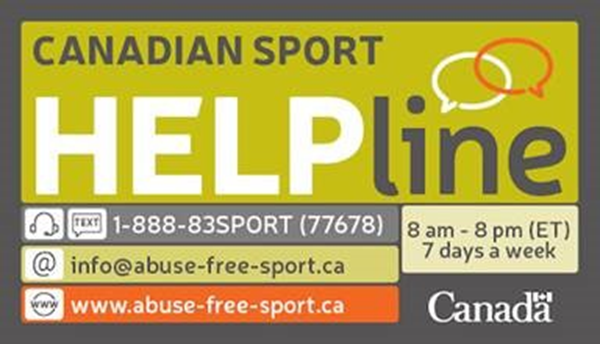 CANADIAN SPORT
HELPline
TEXT 1-888-83SPORT (77678)
8 am - 8 pm (ET)
7 days a week
@ info@abuse-free-sport.ca
www www.abuse-free-sport.ca
Canada